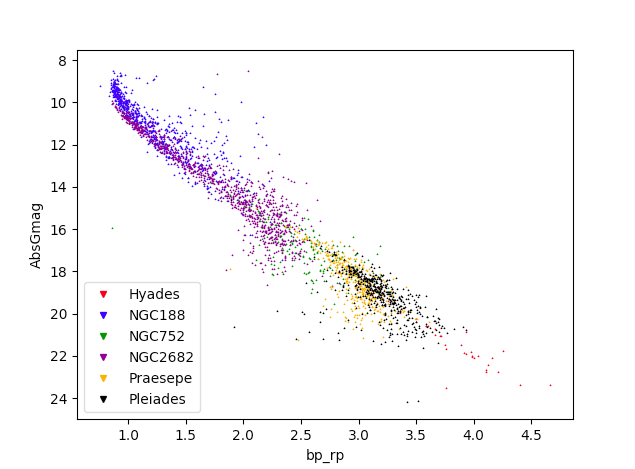 8
10
12
14
16
18
20
22
24
AbsGmag
Hyades
NGC188
NGC752
NGC2682
Praesepe
Pleiades
1.0 1.5 2.0 2.5 3.0 3.5 4.0 4.5
bp_rp